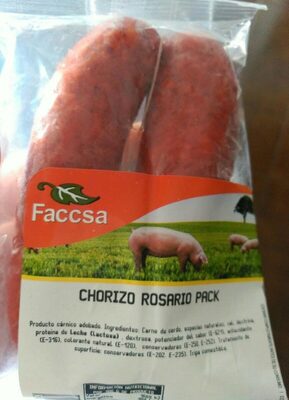 Faccsa
CHORIZO ROSARIO PACK
Producto cárnico adobado. Ingredientes: Carne de cerdo, especias naturales, sal, dextrina,
proteína de Leche (lactosa), dextrosa, potenciador del sabor (E-621), antioxidante
(E-316), colorante natural (E-120), conservadores (E-250, E-252). Tratamiento de
superficie: conservadores (E-202, E-235). Tripa comestible.
INFORMACION NUTRICIONAL